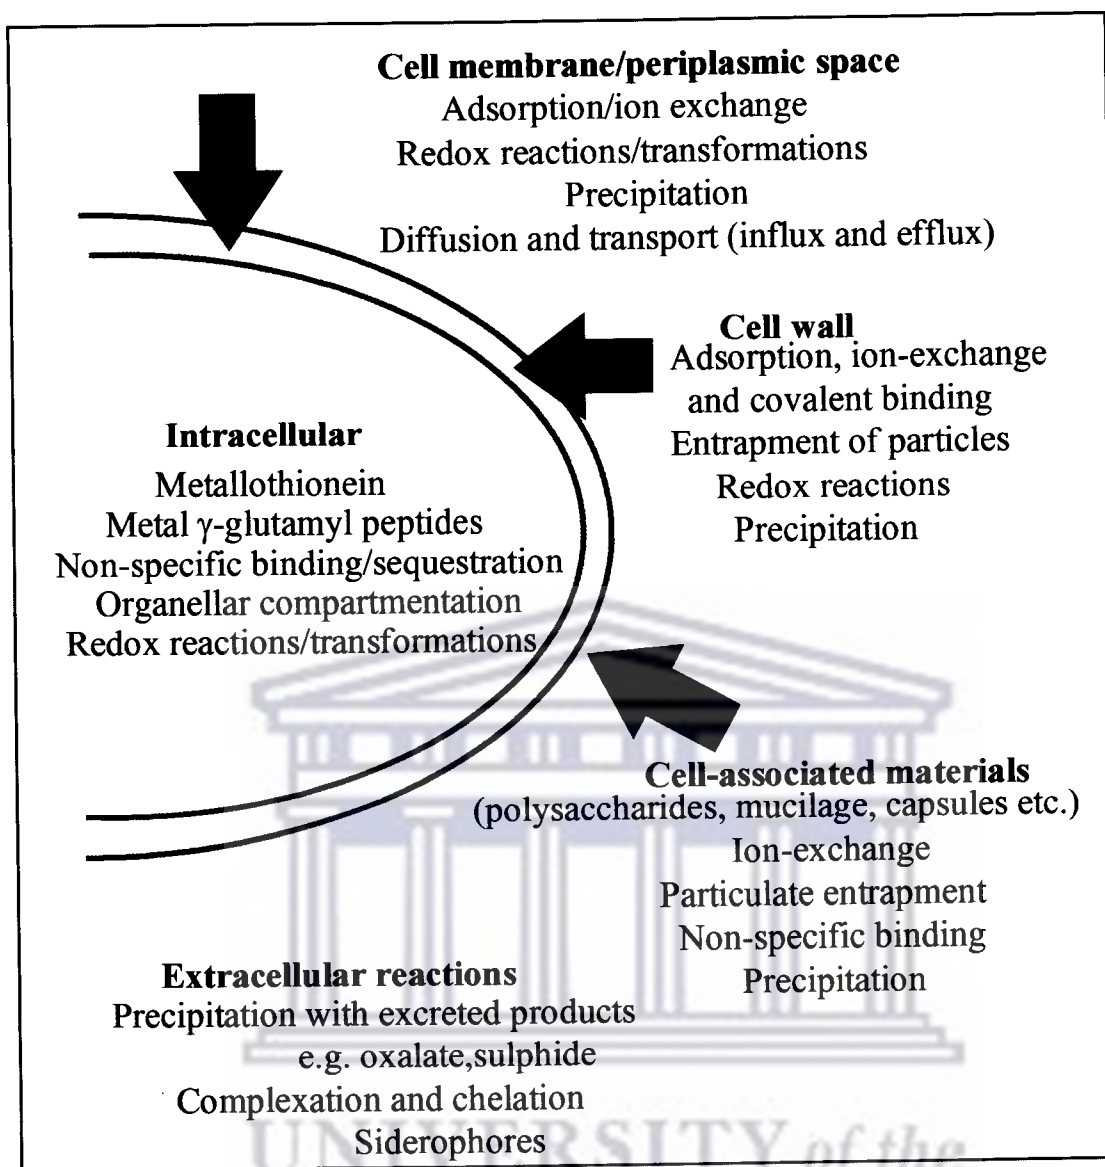 Cell membrane/periplasmic space
Adsorption/ion exchange
Redox reactions/transformations
Precipitation
Diffusion and transport (influx and efflux)
Cell wall
Adsorption, ion-exchange
and covalent binding
Entrapment of particles
Redox reactions
Precipitation
Intracellular
Metallothionein
Metal γ-glutamyl peptides
Non-specific binding/sequestration
Organellar compartmentation
Redox reactions/transformations
Cell-associated materials
(polysaccharides, mucilage, capsules etc.)
Ion-exchange
Particulate entrapment
Non-specific binding
Precipitation
Extracellular reactions
Precipitation with excreted products
e.g. oxalate,sulphide
Complexation and chelation
Siderophores
UNIVERSITY of the